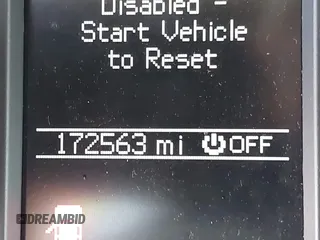 Disabled -
Start Vehicle
to Reset
172563 mi OFF
DREAMBID